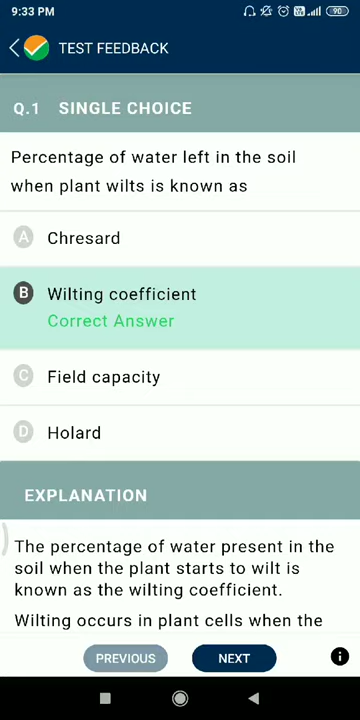 9:33 PM
90
TEST FEEDBACK
Q.1 SINGLE CHOICE
Percentage of water left in the soil
when plant wilts is known as
A Chresard
B Wilting coefficient
Correct Answer
C Field capacity
D Holard
EXPLANATION
The percentage of water present in the
soil when the plant starts to wilt is
known as the wilting coefficient.
Wilting occurs in plant cells when the
PREVIOUS NEXT